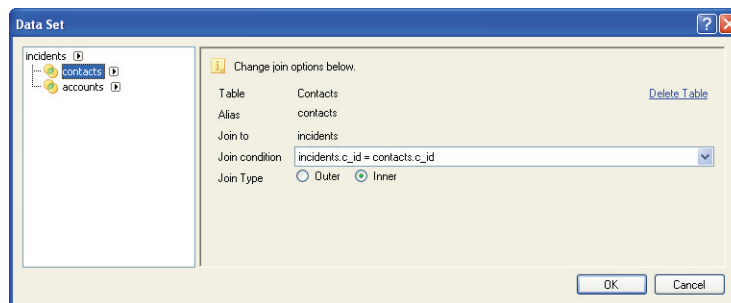 Data Set
incidents
contacts
accounts
Change join options below.
Table Contacts Delete Table
Alias contacts
Join to incidents
Join condition incidents.c_id = contacts.c_id
Join Type Outer Inner
OK Cancel